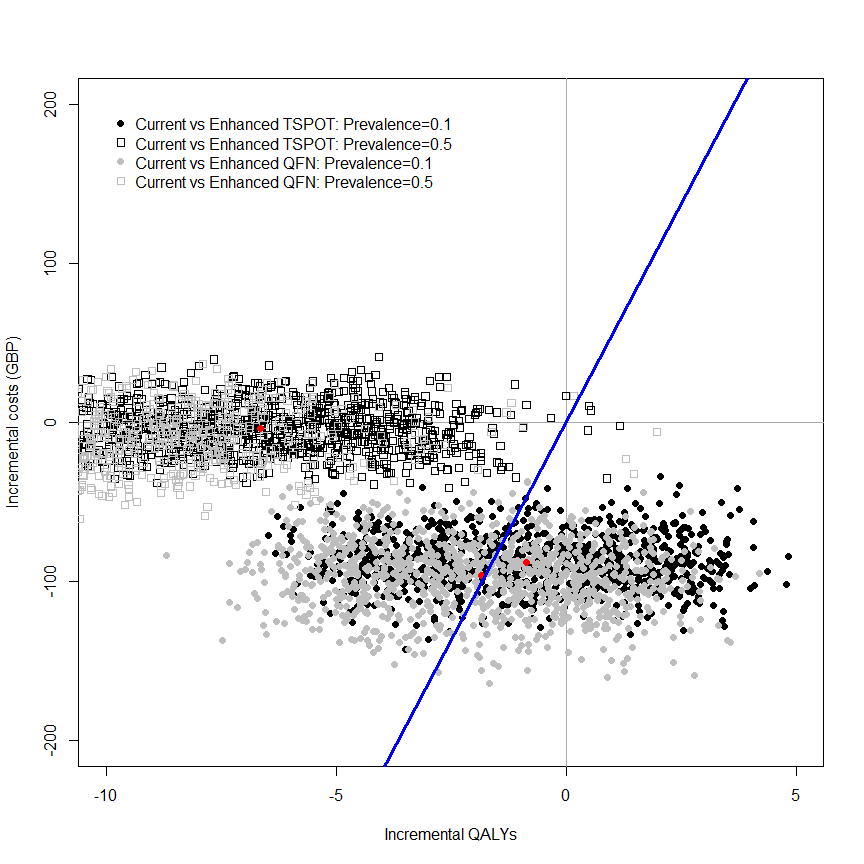 Current vs Enhanced TSPOT: Prevalence=0.1
Current vs Enhanced TSPOT: Prevalence=0.5
Current vs Enhanced QFN: Prevalence=0.1
Current vs Enhanced QFN: Prevalence=0.5
Incremental costs (GBP)
200
100
0
-100
-200
-10
-5
0
5
Incremental QALYs